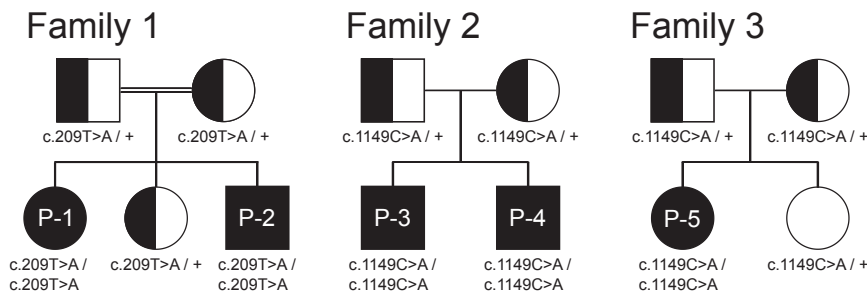 Family 1
Family 2
Family 3
c.209T>A / +
c.209T>A / +
c.1149C>A / +
c.1149C>A / +
c.1149C>A / +
c.1149C>A / +
P-1
P-2
P-3
P-4
P-5
c.209T>A /
c.209T>A
c.209T>A / +
c.209T>A /
c.209T>A
c.1149C>A /
c.1149C>A
c.1149C>A /
c.1149C>A
c.1149C>A /
c.1149C>A
c.1149C>A / +